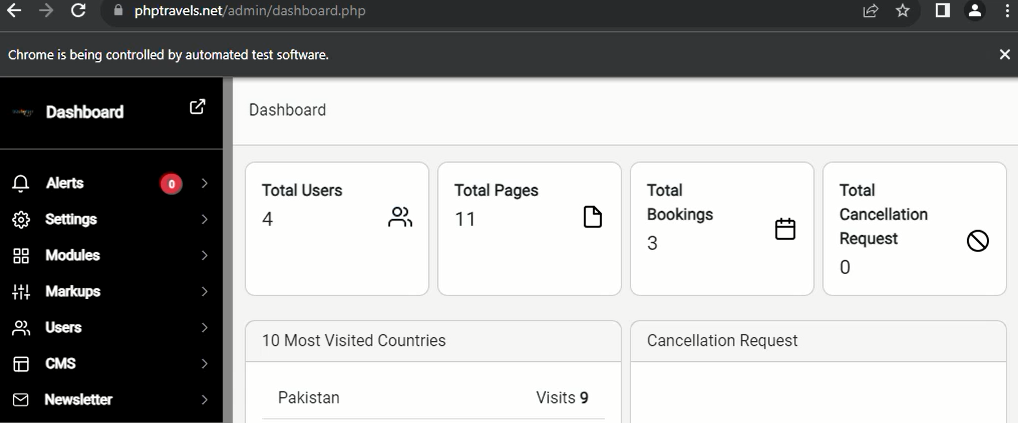 phptravels.net/admin/dashboard.php
Chrome is being controlled by automated test software.
Dashboard
Alerts 0
Settings
Modules
Markups
Users
CMS
Newsletter
Dashboard
Total Users
4
Total Pages
11
Total
Bookings
3
Total
Cancellation
Request
0
10 Most Visited Countries
Pakistan Visits 9
Cancellation Request